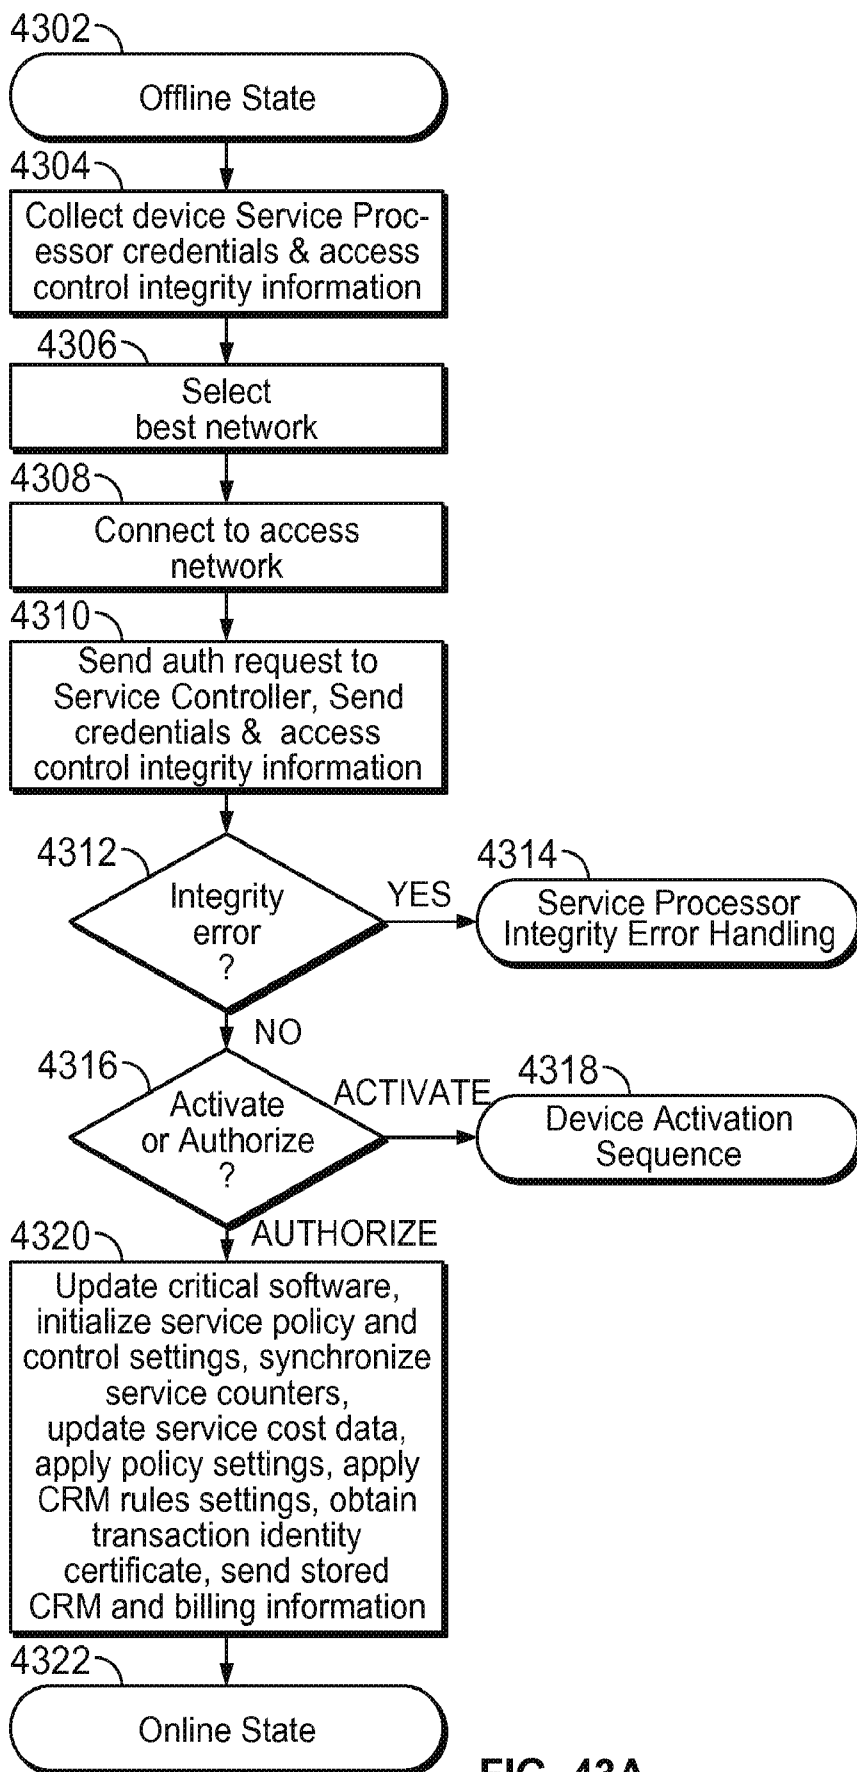 4302
Offline State
4304
Collect device Service Proc-
essor credentials & access
control integrity information
4306
Select
best network
4308
Connect to access
network
4310
Send auth request to
Service Controller, Send
credentials & access
control integrity information
4312
Integrity
error
?
YES
4314
Service Processor
Integrity Error Handling
NO
4316
Activate
or Authorize
?
ACTIVATE
4318
Device Activation
Sequence
AUTHORIZE
4320
Update critical software,
initialize service policy and
control settings, synchronize
service counters,
update service cost data,
apply policy settings, apply
CRM rules settings, obtain
transaction identity
certificate, send stored
CRM and billing information
4322
Online State
FIG. 43A